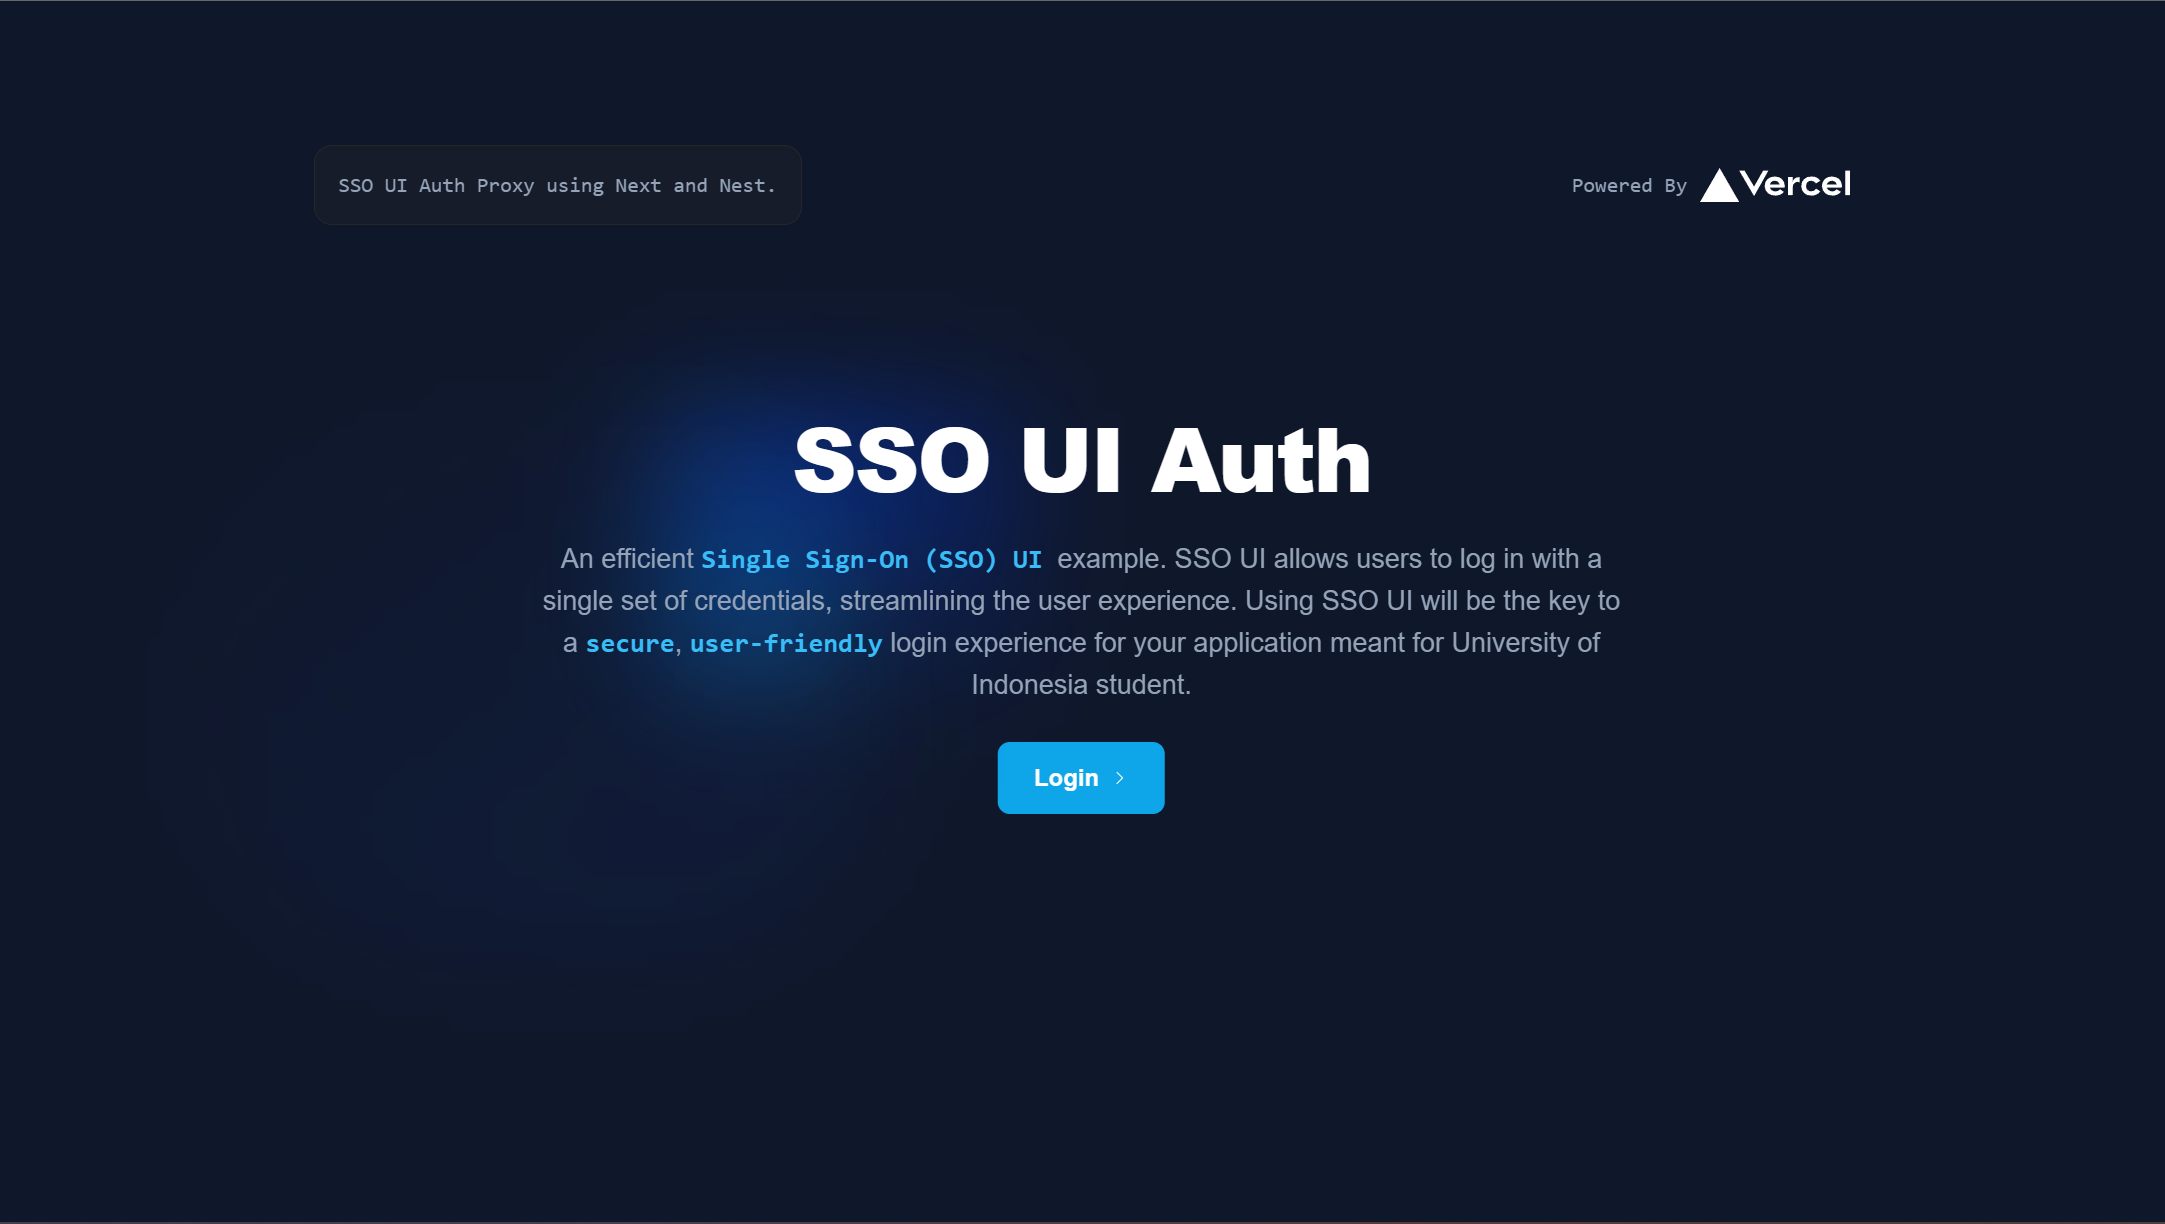 SSO UI Auth Proxy using Next and Nest.
Powered By Vercel
SSO UI Auth
An efficient Single Sign-On (SSO) UI example. SSO UI allows users to log in with a
single set of credentials, streamlining the user experience. Using SSO UI will be the key to
a secure, user-friendly login experience for your application meant for University of
Indonesia student.
Login